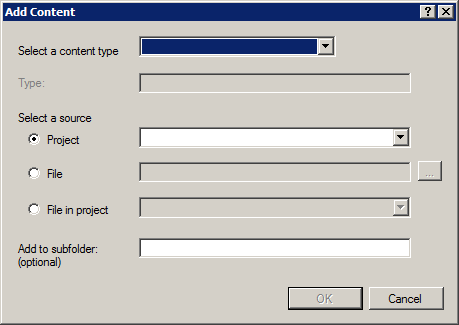 Add Content
Select a content type
Type:
Select a source
Project
File
...
File in project
Add to subfolder:
(optional)
OK
Cancel